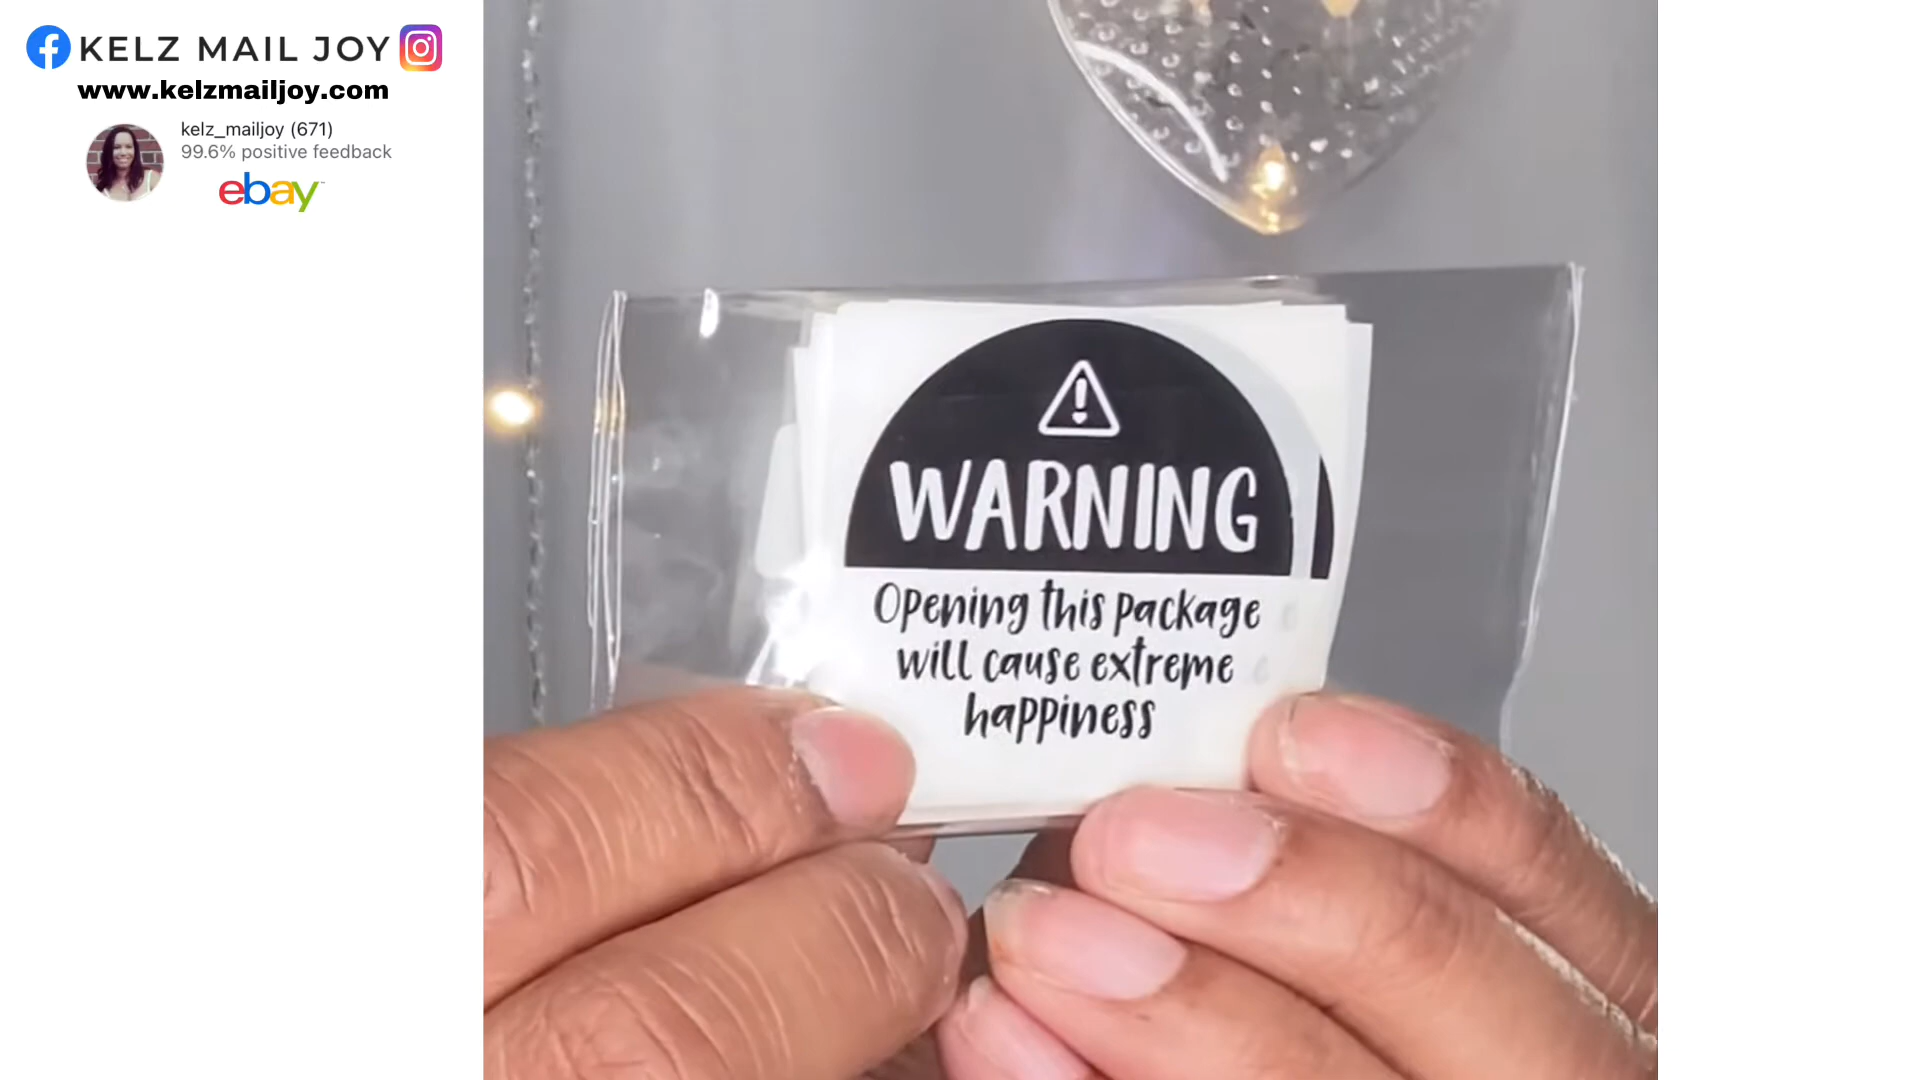 KELZ MAIL JOY
www.kelzmailjoy.com
kelz_mailjoy (671)
99.6% positive feedback
ebay™
WARNING
Opening this package
will cause extreme
happiness